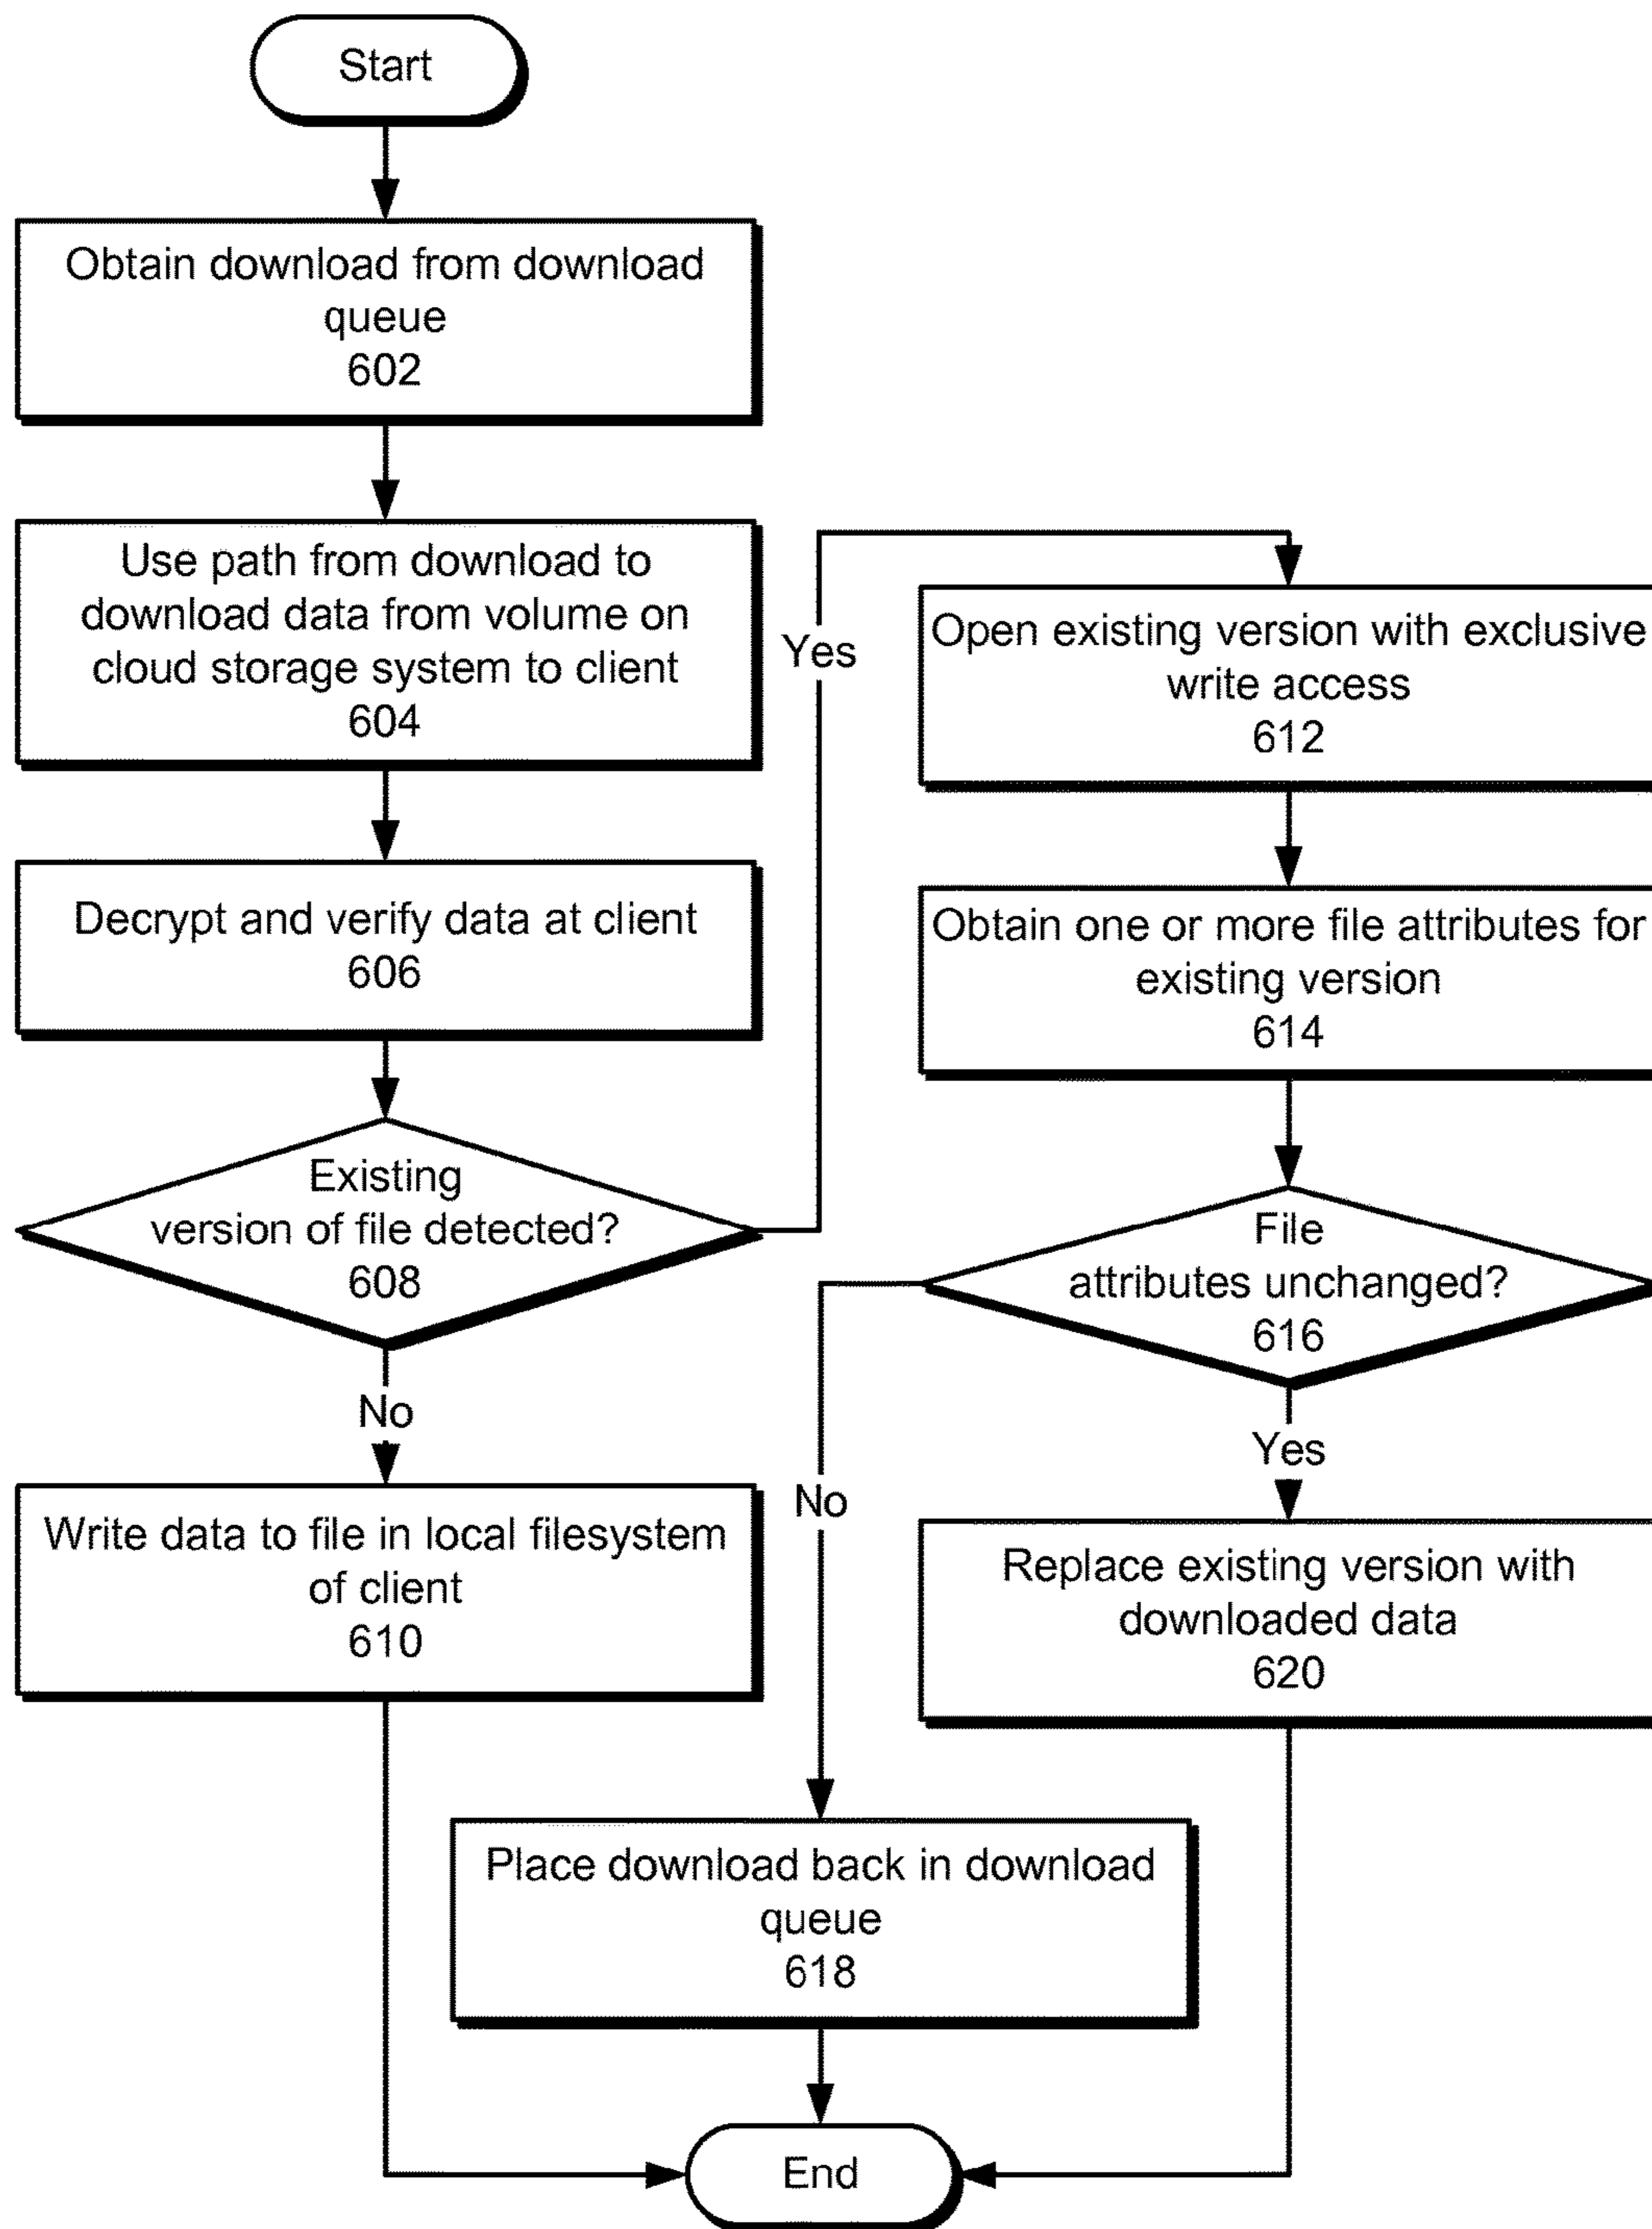 Start
Obtain download from download
queue
602
Use path from download to
download data from volume on
cloud storage system to client
604
Decrypt and verify data at client
606
Existing
version of file detected?
608
No
Write data to file in local filesystem
of client
610
Yes
Open existing version with exclusive
write access
612
Obtain one or more file attributes for
existing version
614
File
attributes unchanged?
616
No
Yes
Replace existing version with
downloaded data
620
Place download back in download
queue
618
End